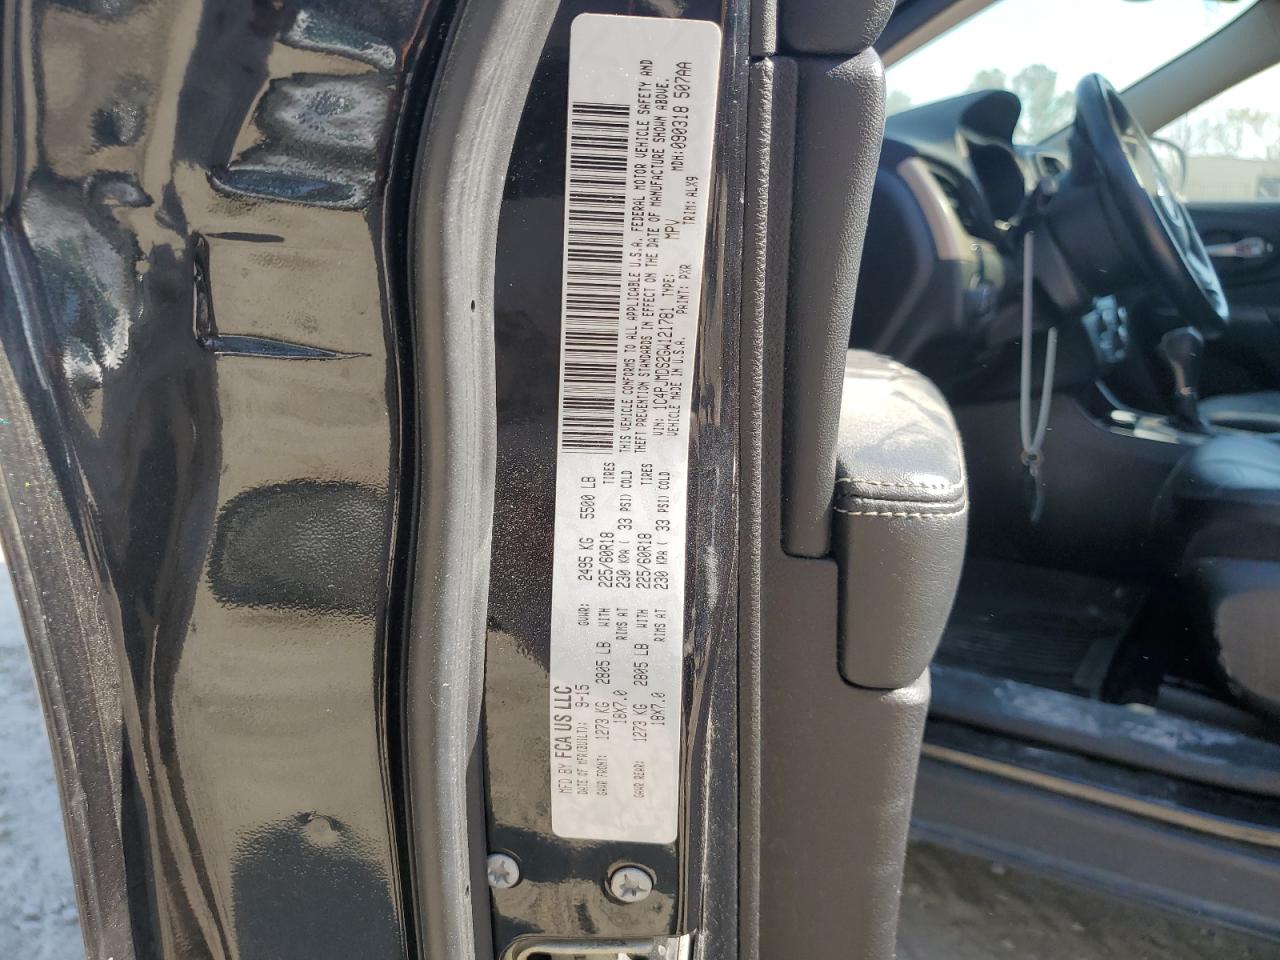 MFD BY FCA US LLC
DATE OF MFR(BUILT): 9-15 GVWR: 2495 KG 5500 LB
GAWR FRONT: 1273 KG 2805 LB WITH 225/60R18 TIRES
18X7.0 RIMS AT 230 KPA ( 33 PSI) COLD
GAWR REAR: 1273 KG 2805 LB WITH 225/60R18 TIRES
18X7.0 RIMS AT 230 KPA ( 33 PSI) COLD
THIS VEHICLE CONFORMS TO ALL APPLICABLE U.S.A. FEDERAL MOTOR VEHICLE SAFETY AND
THEFT PREVENTION STANDARDS IN EFFECT ON THE DATE OF MANUFACTURE SHOWN ABOVE.
VIN: 1C4PJMDS2GW121781 TYPE: MPV MDH:090318 507AA
VEHICLE MADE IN U.S.A. PAINT: PXR TRIM: ALX9